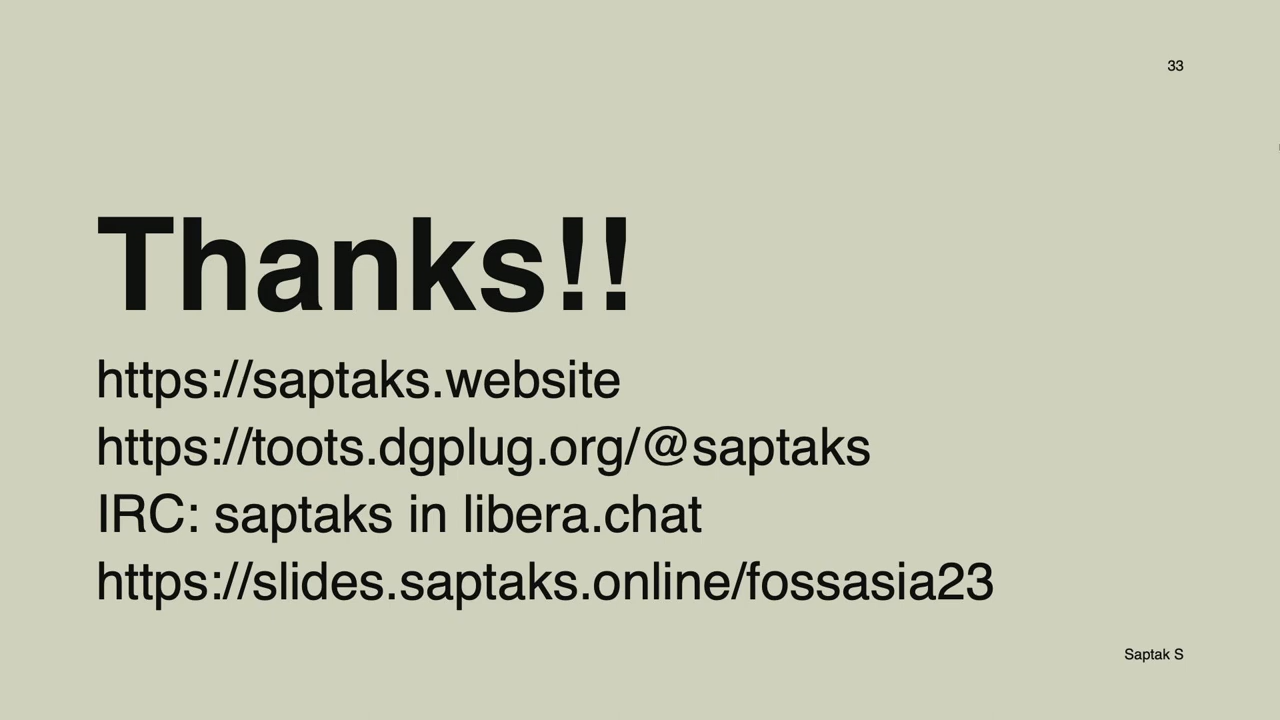 33
Thanks!!
https://saptaks.website
https://toots.dgplug.org/@saptaks
IRC: saptaks in libera.chat
https://slides.saptaks.online/fossasia23
Saptak S